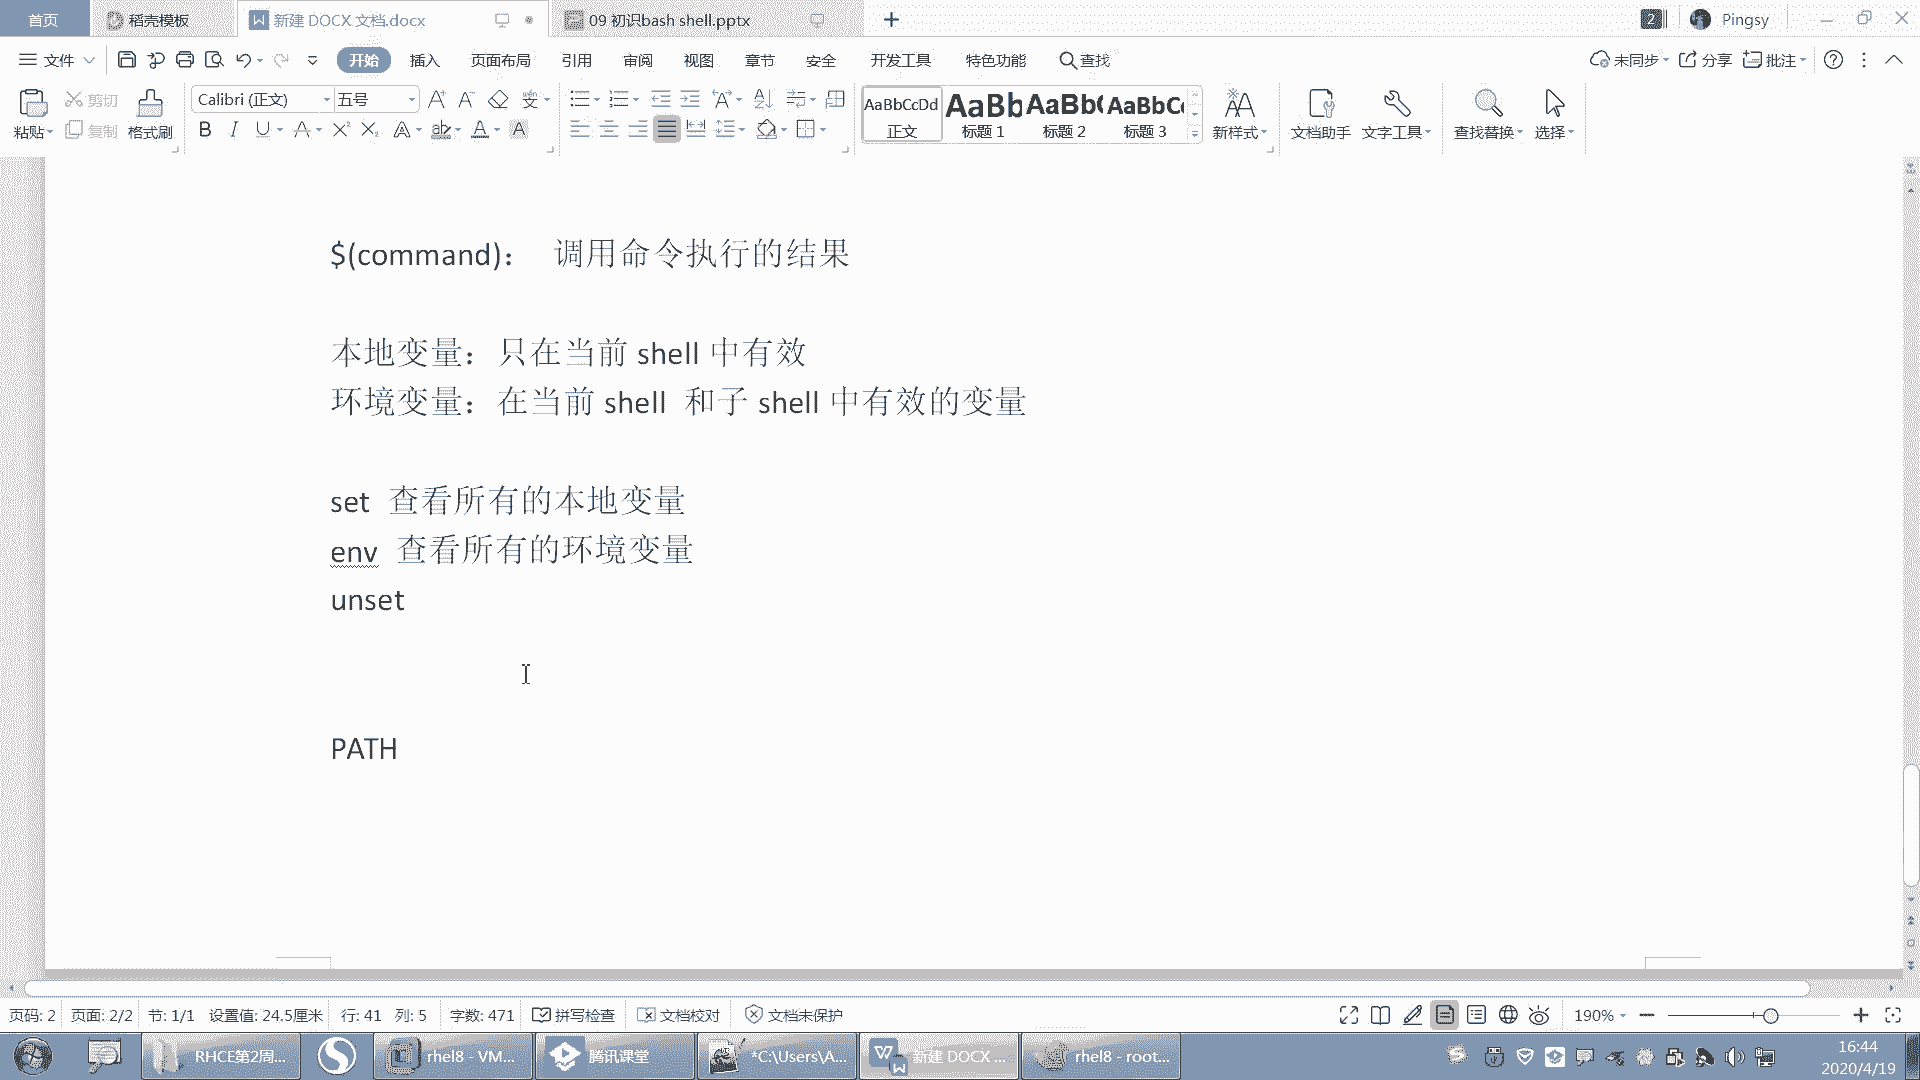 首页
稻壳模板
新建 DOCX 文档.docx
09 初识bash shell.pptx
2
Pingsy
文件
开始
插入
页面布局
引用
审阅
视图
章节
安全
开发工具
特色功能
查找
未同步
分享
批注
粘贴
剪切
复制
格式刷
Calibri (正文)
五号
AaBbCcDd
正文
AaBb
标题 1
AaBb(
标题 2
AaBbC
标题 3
新样式
文档助手
文字工具
查找替换
选择
$(command)： 调用命令执行的结果
本地变量：只在当前 shell 中有效
环境变量：在当前 shell 和子 shell 中有效的变量
set 查看所有的本地变量
env 查看所有的环境变量
unset
PATH
页码: 2
页面: 2/2
节: 1/1
设置值: 24.5厘米
行: 41
列: 5
字数: 471
拼写检查
文档校对
文档未保护
190%
RHCE第2周...
rhel8 - VM...
腾讯课堂
*C:\Users\A...
新建 DOCX ...
rhel8 - root...
16:44
2020/4/19